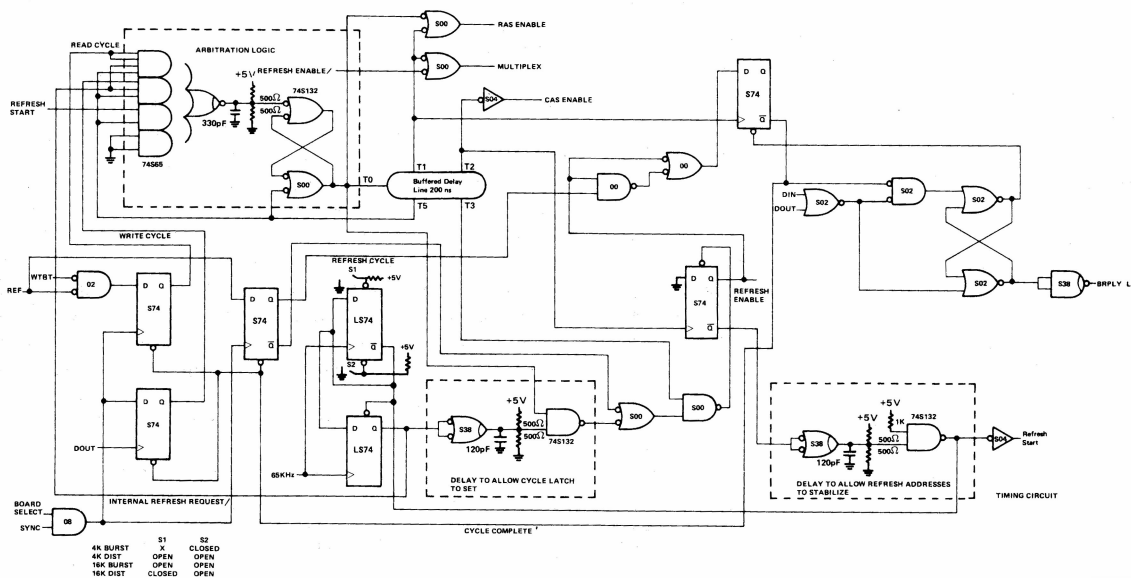 S00
RAS ENABLE
READ CYCLE
ARBITRATION LOGIC
REFRESH ENABLE/
S00
MULTIPLEX
D Q
S74
Q
+5V
74S132
500Ω
500Ω
REFRESH
START
330pF
74S65
S04
CAS ENABLE
T1 T2
T0
Buffered Delay
Line 200 ns
T5 T3
S00
00
00
DIN
DOUT
S02
S02
S02
S02
S38
BRPLY L
WRITE CYCLE
REFRESH CYCLE
S1
+5V
WTBT
REF
02
D Q
S74
D Q
S74
Q
D Q
LS74
Q
S2
+5V
D Q
S74
Q
REFRESH
ENABLE
D Q
S74
DOUT
D Q
LS74
65KHz
+5V
S38
500Ω
500Ω
74S132
120pF
S00
S00
DELAY TO ALLOW CYCLE LATCH
TO SET
+5V
+5V
1K
74S132
S38
500Ω
500Ω
120pF
S04
Refresh
Start
DELAY TO ALLOW REFRESH ADDRESSES
TO STABILIZE
TIMING CIRCUIT
INTERNAL REFRESH REQUEST/
BOARD
SELECT
SYNC
08
CYCLE COMPLETE '
S1 S2
4K BURST X CLOSED
4K DIST OPEN OPEN
16K BURST OPEN OPEN
16K DIST CLOSED OPEN